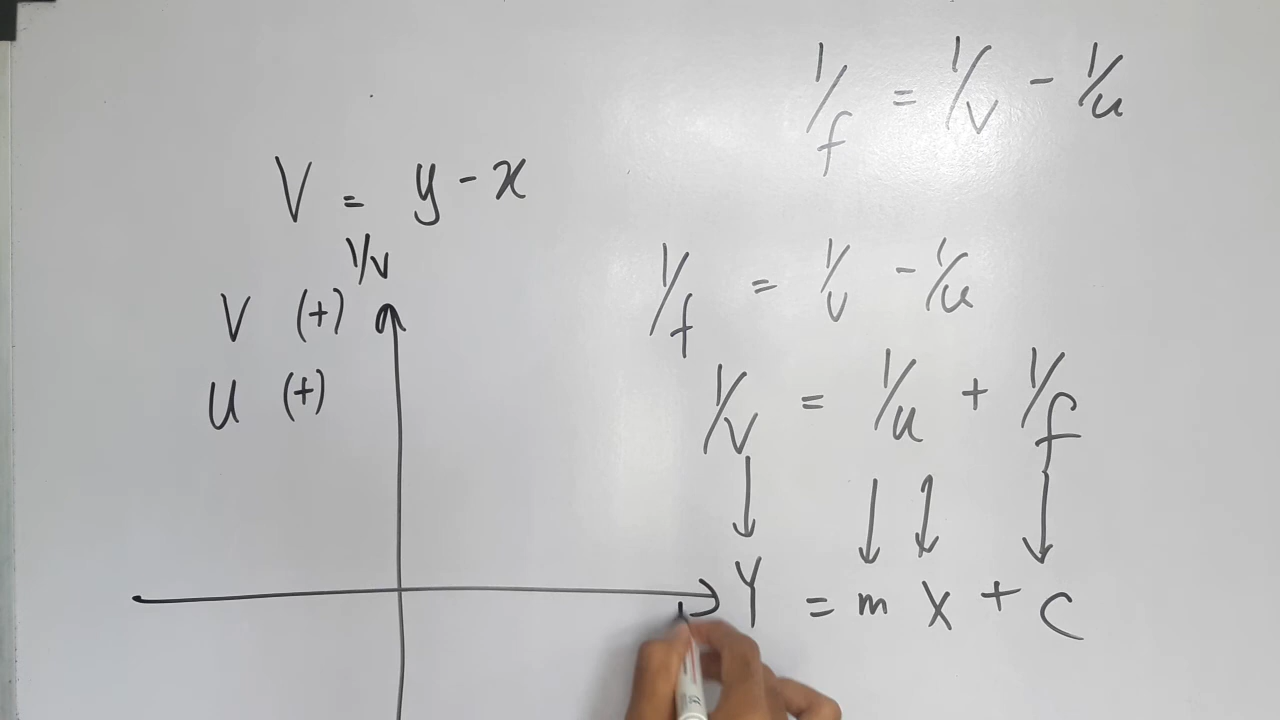 1/f = 1/v - 1/u
V = y - x
1/v
V (+)
U (+)
1/f = 1/v - 1/u
1/v = 1/u + 1/f
Y = m X + C